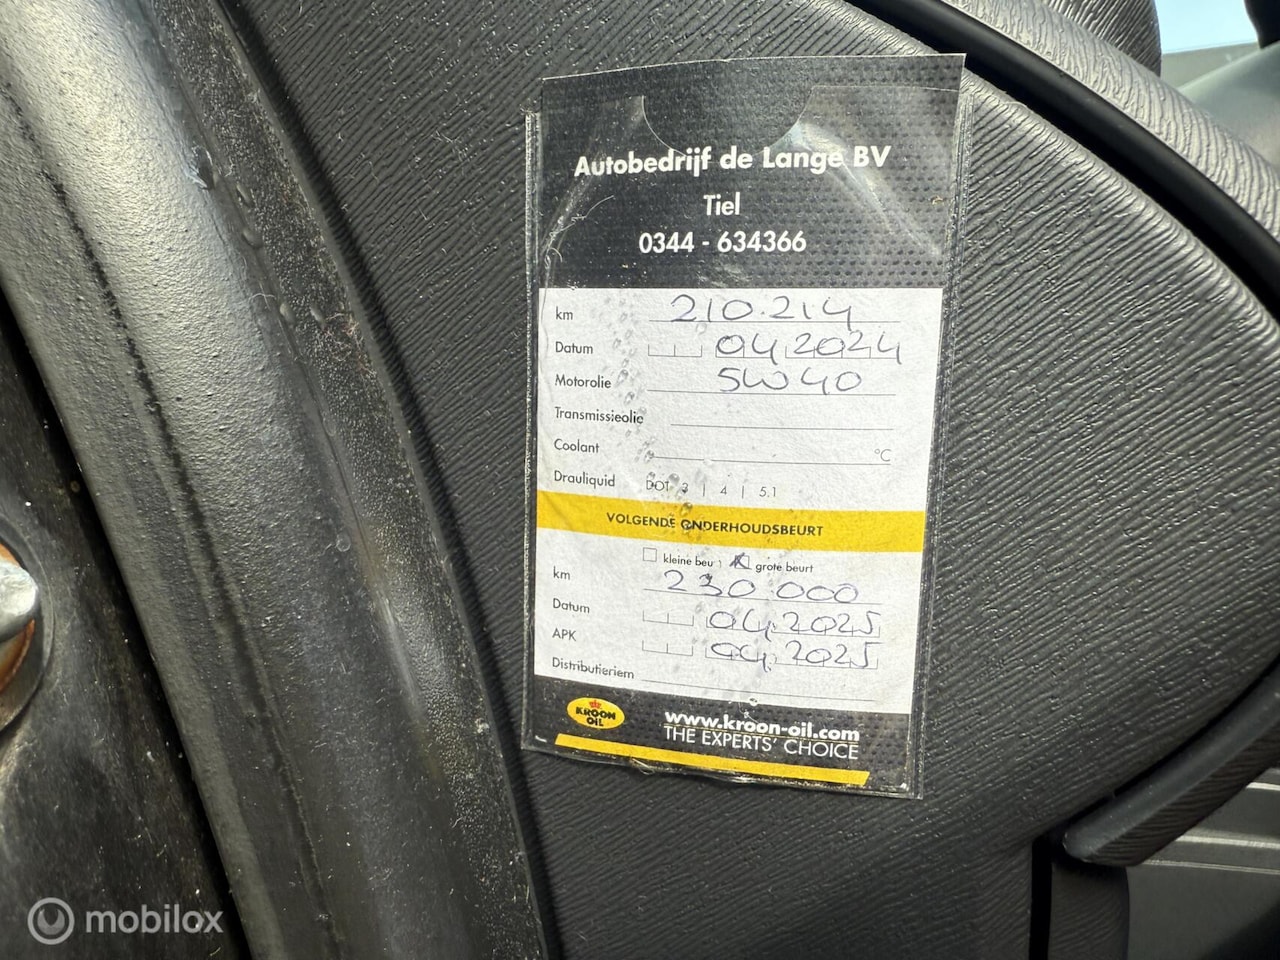 Autobedrijf de Lange BV
Tiel
0344 - 634366
km 210.214
Datum 04 2024
Motorolie 5W40
Transmissieolie
Coolant °C
Drauliquid DOT 3 | 4 | 5.1
VOLGENDE ONDERHOUDSBEURT
kleine beu grote beurt
km 230.000
Datum 04.2025
APK 04.2025
Distributieriem
KROON OIL
www.kroon-oil.com
THE EXPERTS' CHOICE
mobilox